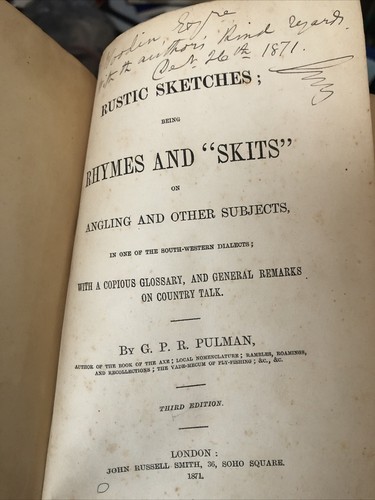 with the author's kind regards.
Oct. 26th 1871.
RUSTIC SKETCHES;
BEING
RHYMES AND "SKITS"
ON
ANGLING AND OTHER SUBJECTS,
IN ONE OF THE SOUTH-WESTERN DIALECTS;
WITH A COPIOUS GLOSSARY, AND GENERAL REMARKS
ON COUNTRY TALK.
BY G. P. R. PULMAN,
AUTHOR OF THE BOOK OF THE AXE; LOCAL NOMENCLATURE; RAMBLES, ROAMINGS,
AND RECOLLECTIONS; THE VADE-MECUM OF FLY-FISHING; &C., &C.
THIRD EDITION.
LONDON:
JOHN RUSSELL SMITH, 36, SOHO SQUARE.
1871.